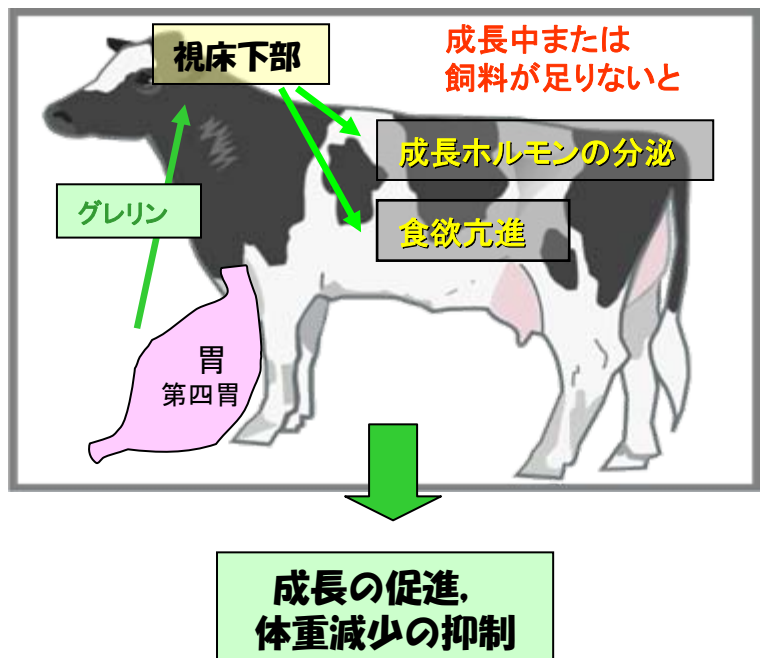 視床下部
成長中または
飼料が足りないと
成長ホルモンの分泌
グレリン
食欲亢進
胃
第四胃
成長の促進,
体重減少の抑制